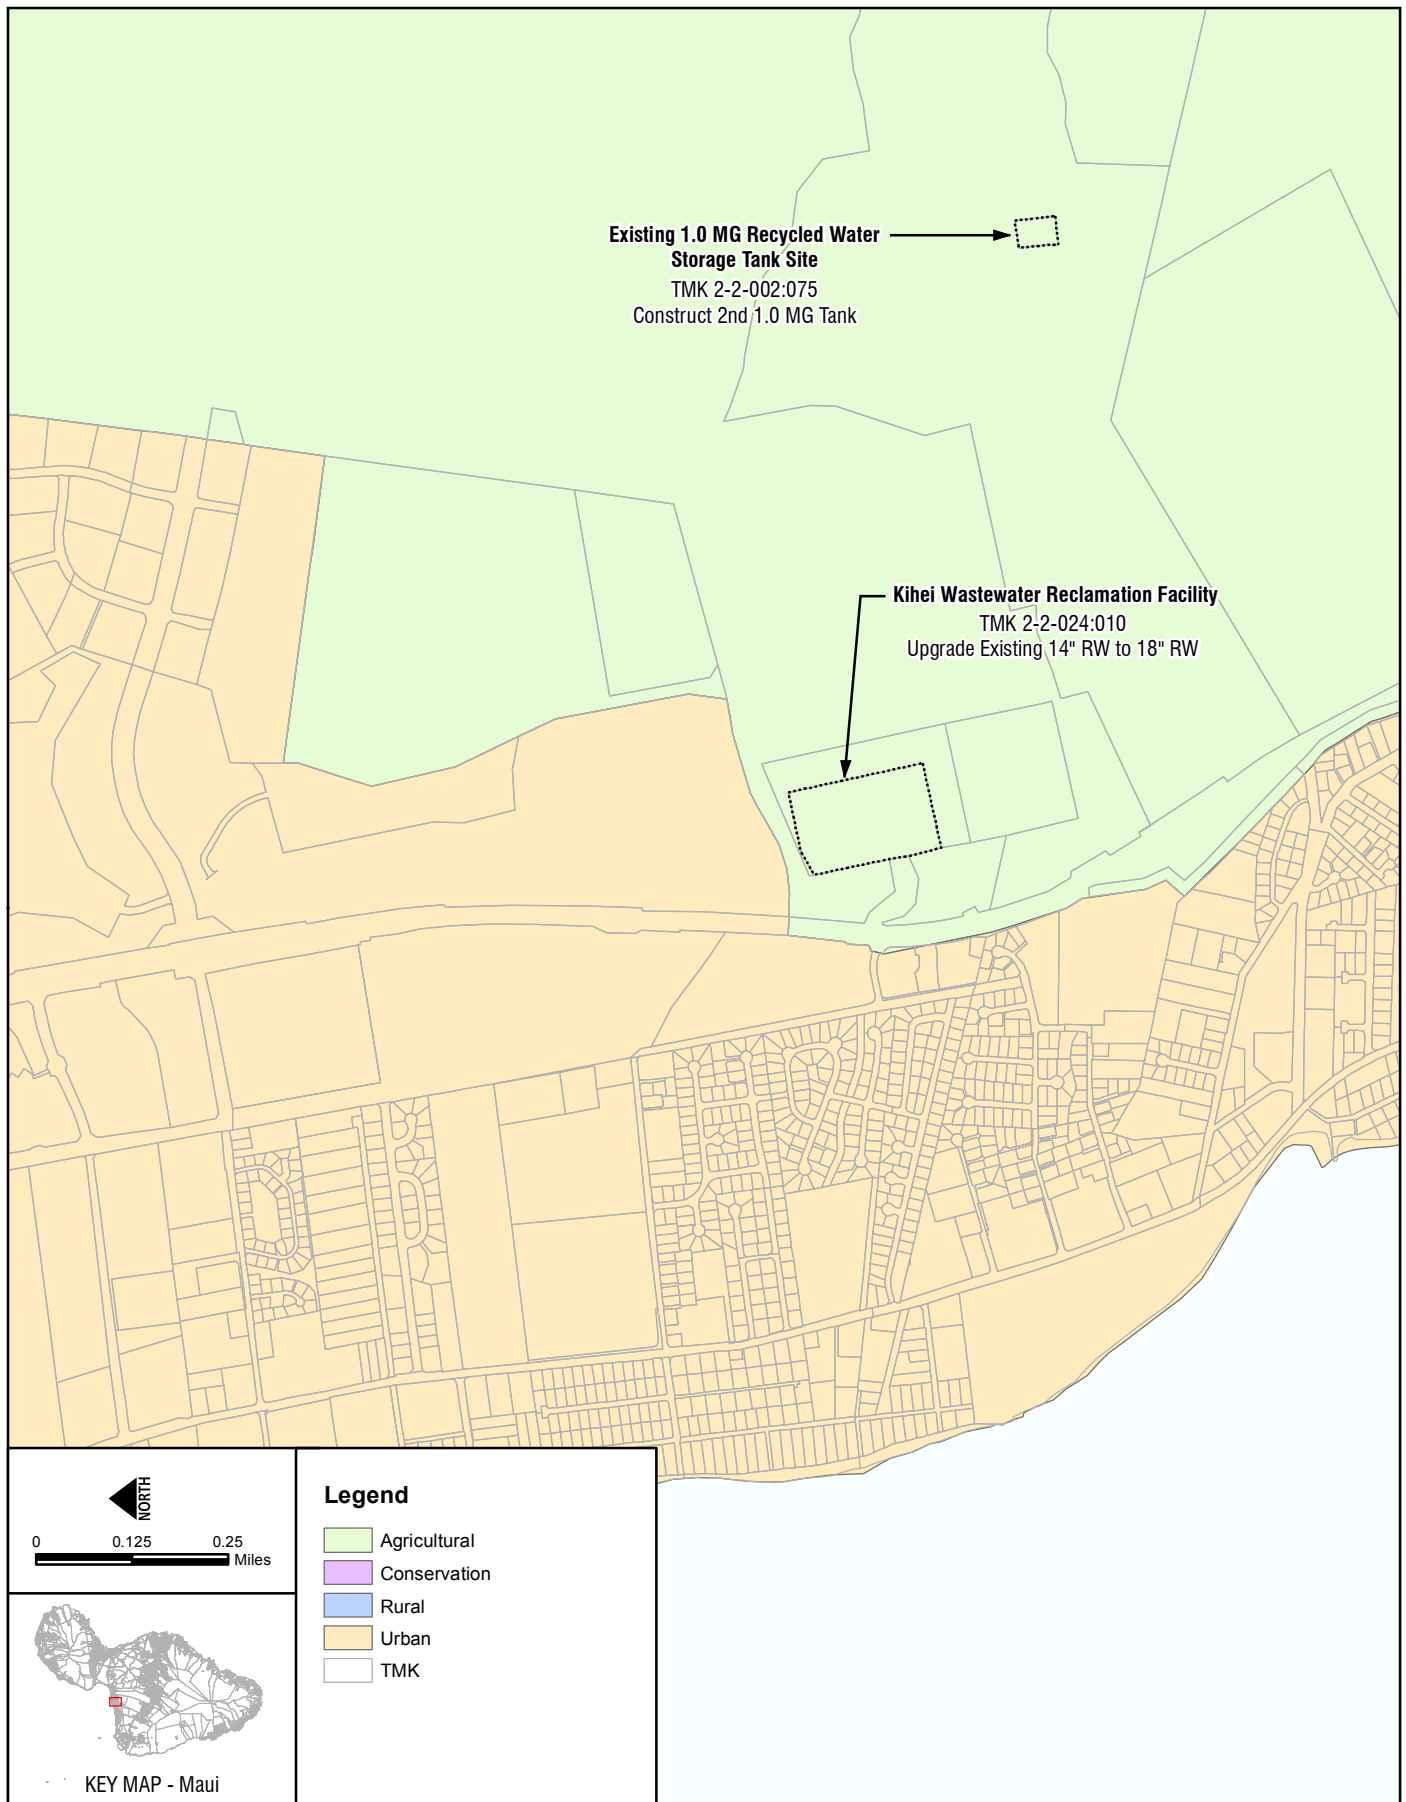 Existing 1.0 MG Recycled Water
Storage Tank Site
TMK 2-2-002:075
Construct 2nd 1.0 MG Tank
Kihei Wastewater Reclamation Facility
TMK 2-2-024:010
Upgrade Existing 14" RW to 18" RW
NORTH
0 0.125 0.25
Miles
KEY MAP - Maui
Legend
Agricultural
Conservation
Rural
Urban
TMK